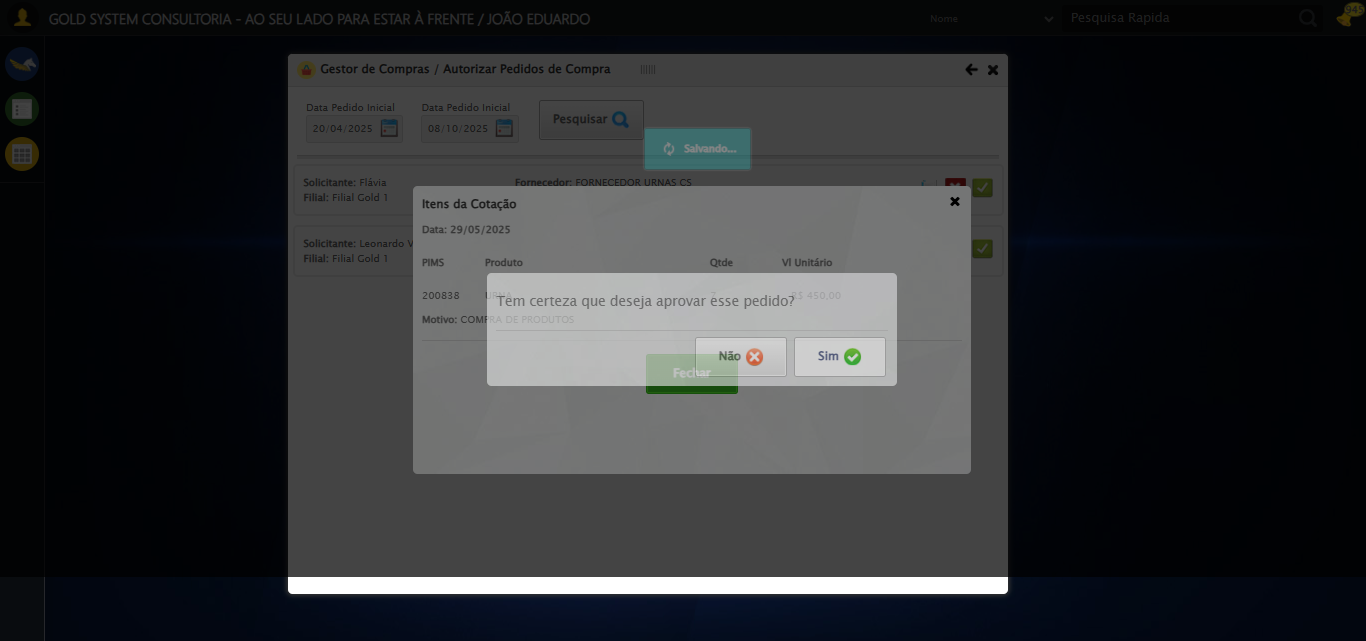 GOLD SYSTEM CONSULTORIA - AO SEU LADO PARA ESTAR À FRENTE / JOÃO EDUARDO
Nome
Pesquisa Rapida
945
Gestor de Compras / Autorizar Pedidos de Compra
Data Pedido Inicial
Data Pedido Inicial
20/04/2025
08/10/2025
Pesquisar
Salvando...
Solicitante: Flávia
Fornecedor: FORNECEDOR URNAS CS
Filial: Filial Gold 1
Itens da Cotação
Data: 29/05/2025
Solicitante: Leonardo V
Filial: Filial Gold 1
PIMS Produto Qtde Vl Unitário
200838 URNA R$ 450,00
Motivo: COMPRA DE PRODUTOS
Têm certeza que deseja aprovar esse pedido?
Não
Sim
Fechar